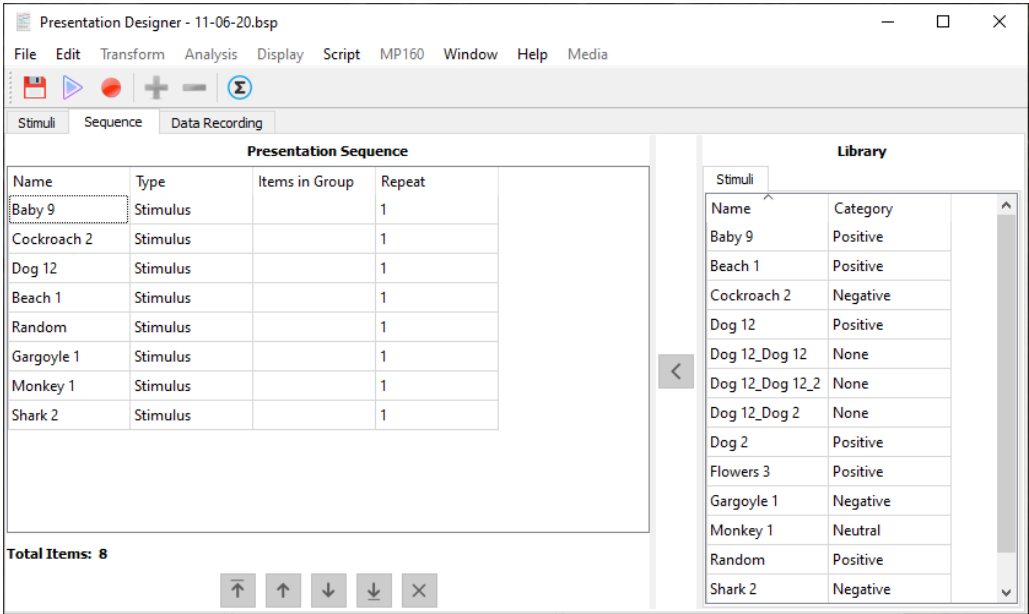 Presentation Designer - 11-06-20.bsp
File Edit Transform Analysis Display Script MP160 Window Help Media
Σ
Stimuli Sequence Data Recording
Presentation Sequence
Name Type Items in Group Repeat
Baby 9 Stimulus 1
Cockroach 2 Stimulus 1
Dog 12 Stimulus 1
Beach 1 Stimulus 1
Random Stimulus 1
Gargoyle 1 Stimulus 1
Monkey 1 Stimulus 1
Shark 2 Stimulus 1
Total Items: 8
Library
Stimuli
Name Category
Baby 9 Positive
Beach 1 Positive
Cockroach 2 Negative
Dog 12 Positive
Dog 12_Dog 12 None
Dog 12_Dog 12_2 None
Dog 12_Dog 2 None
Dog 2 Positive
Flowers 3 Positive
Gargoyle 1 Negative
Monkey 1 Neutral
Random Positive
Shark 2 Negative